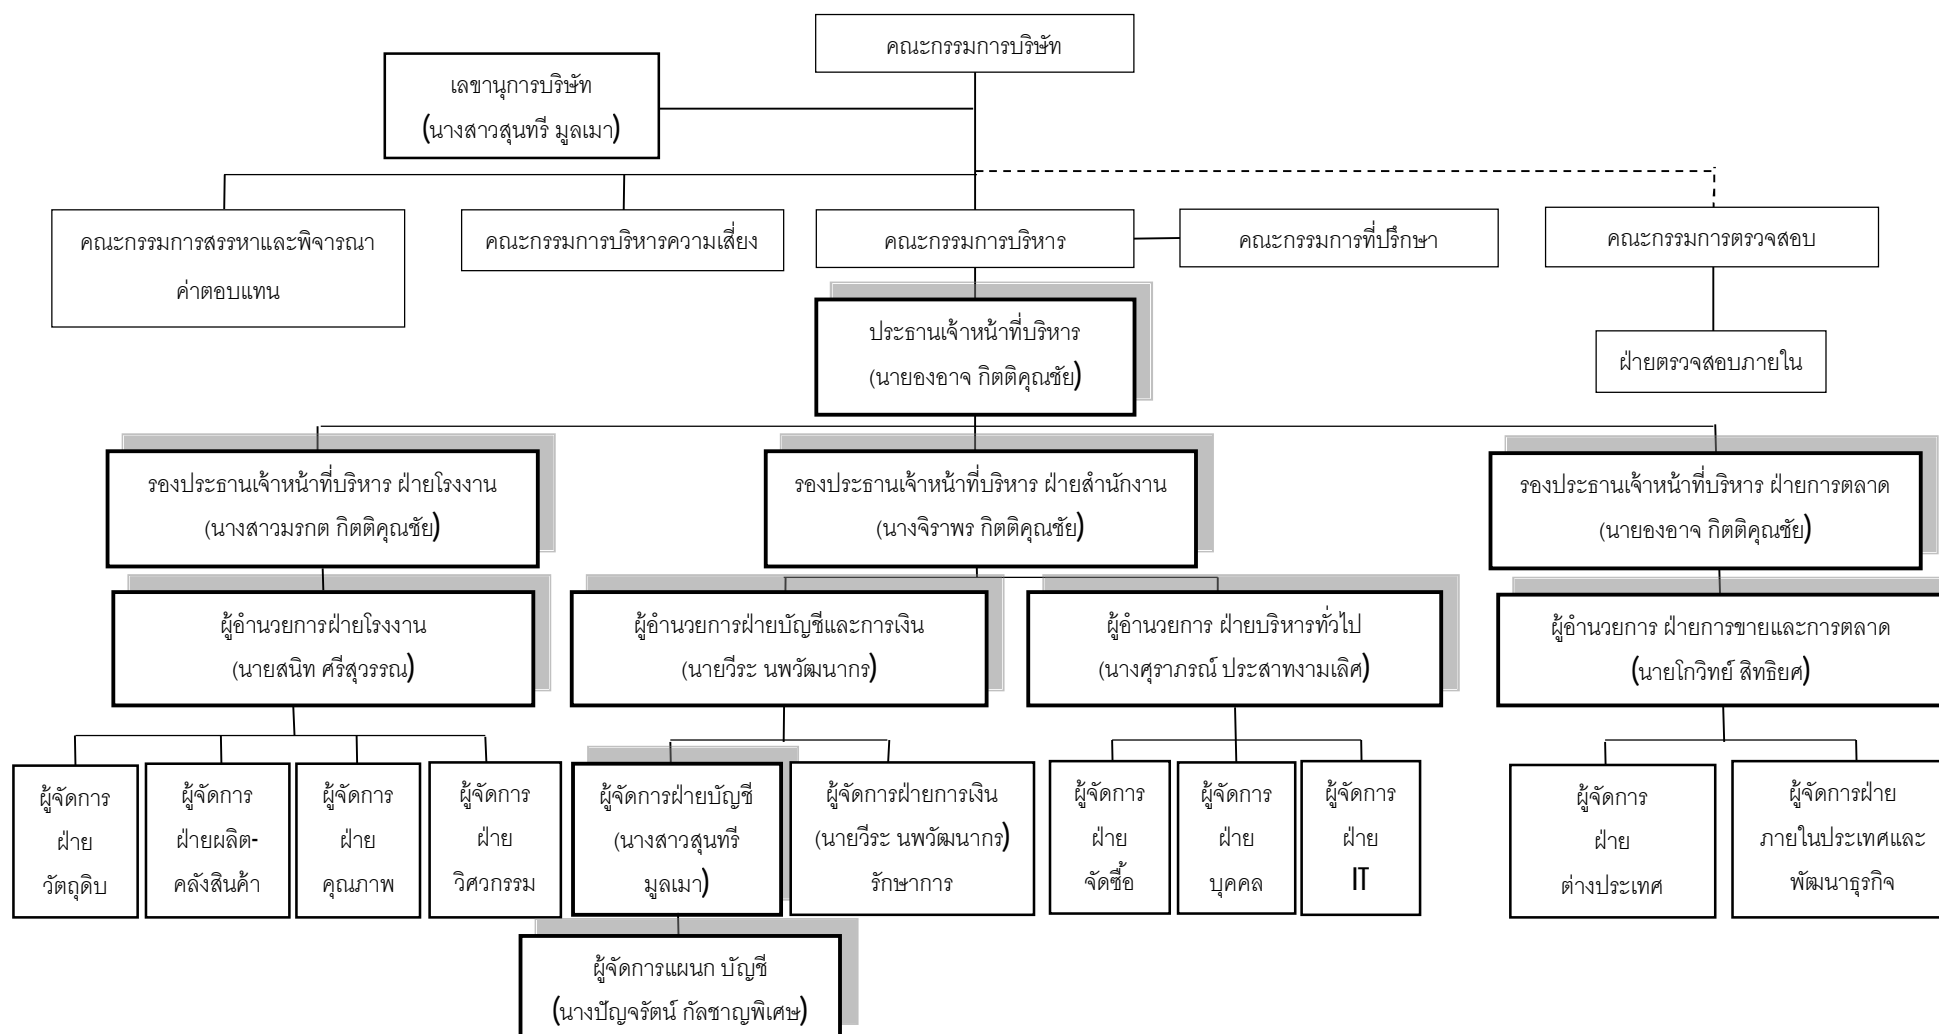 คณะกรรมการบริษัท
เลขานุการบริษัท
(นางสาวสุนทรี มูลเมา)
คณะกรรมการสรรหาและพิจารณา
ค่าตอบแทน
คณะกรรมการบริหารความเสี่ยง
คณะกรรมการบริหาร
คณะกรรมการที่ปรึกษา
คณะกรรมการตรวจสอบ
ประธานเจ้าหน้าที่บริหาร
(นายองอาจ กิตติคุณชัย)
ฝ่ายตรวจสอบภายใน
รองประธานเจ้าหน้าที่บริหาร ฝ่ายโรงงาน
(นางสาวมรกต กิตติคุณชัย)
รองประธานเจ้าหน้าที่บริหาร ฝ่ายสำนักงาน
(นางจิราพร กิตติคุณชัย)
รองประธานเจ้าหน้าที่บริหาร ฝ่ายการตลาด
(นายองอาจ กิตติคุณชัย)
ผู้อำนวยการฝ่ายโรงงาน
(นายสนิท ศรีสุวรรณ)
ผู้อำนวยการฝ่ายบัญชีและการเงิน
(นายวีระ นพวัฒนากร)
ผู้อำนวยการ ฝ่ายบริหารทั่วไป
(นางศุราภรณ์ ประสาทงามเลิศ)
ผู้อำนวยการ ฝ่ายการขายและการตลาด
(นายโกวิทย์ สิทธิยศ)
ผู้จัดการ
ฝ่าย
วัตถุดิบ
ผู้จัดการ
ฝ่ายผลิต-
คลังสินค้า
ผู้จัดการ
ฝ่าย
คุณภาพ
ผู้จัดการ
ฝ่าย
วิศวกรรม
ผู้จัดการฝ่ายบัญชี
(นางสาวสุนทรี
มูลเมา)
ผู้จัดการฝ่ายการเงิน
(นายวีระ นพวัฒนากร)
รักษาการ
ผู้จัดการ
ฝ่าย
จัดซื้อ
ผู้จัดการ
ฝ่าย
บุคคล
ผู้จัดการ
ฝ่าย
IT
ผู้จัดการ
ฝ่าย
ต่างประเทศ
ผู้จัดการฝ่าย
ภายในประเทศและ
พัฒนาธุรกิจ
ผู้จัดการแผนก บัญชี
(นางปัญจรัตน์ กัลชาญพิเศษ)